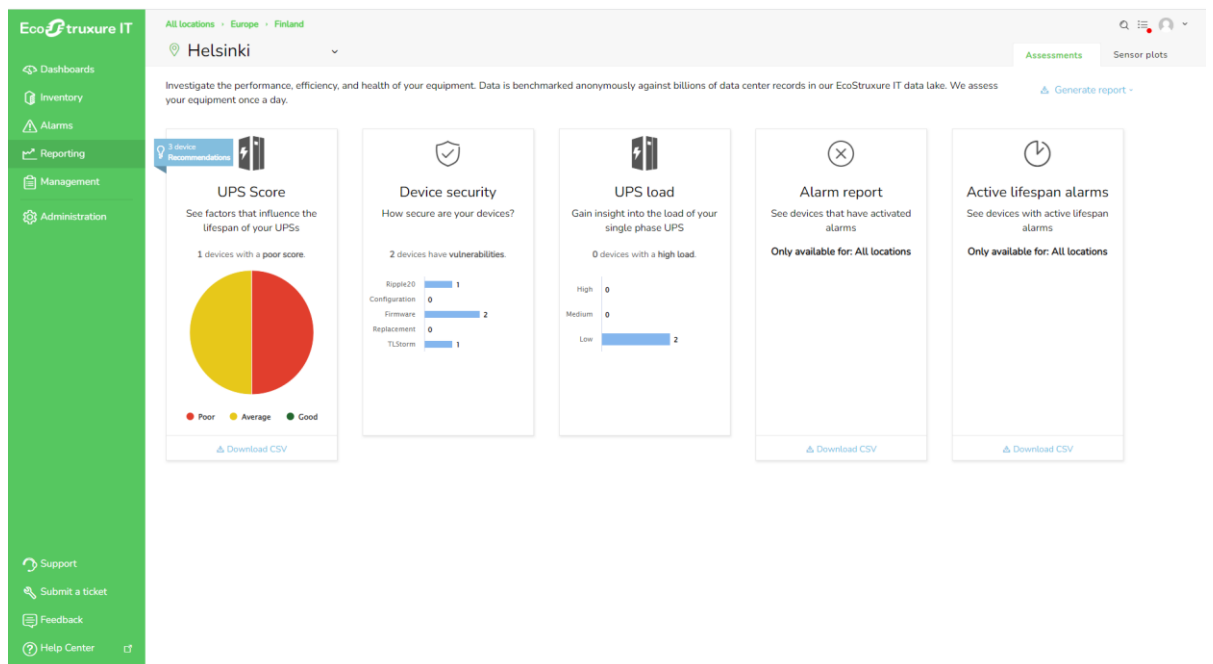 EcoStruxure IT
Dashboards
Inventory
Alarms
Reporting
Management
Administration
Support
Submit a ticket
Feedback
Help Center
All locations › Europe › Finland
Helsinki
Assessments
Sensor plots
Investigate the performance, efficiency, and health of your equipment. Data is benchmarked anonymously against billions of data center records in our EcoStruxure IT data lake. We assess
your equipment once a day.
Generate report
3 device
Recommendations
UPS Score
See factors that influence the
lifespan of your UPSs
1 devices with a poor score.
Poor
Average
Good
Download CSV
Device security
How secure are your devices?
2 devices have vulnerabilities.
Ripple20 1
Configuration 0
Firmware 2
Replacement 0
TLStorm 1
UPS load
Gain insight into the load of your
single phase UPS
0 devices with a high load.
High 0
Medium 0
Low 2
Alarm report
See devices that have activated
alarms
Only available for: All locations
Download CSV
Active lifespan alarms
See devices with active lifespan
alarms
Only available for: All locations
Download CSV